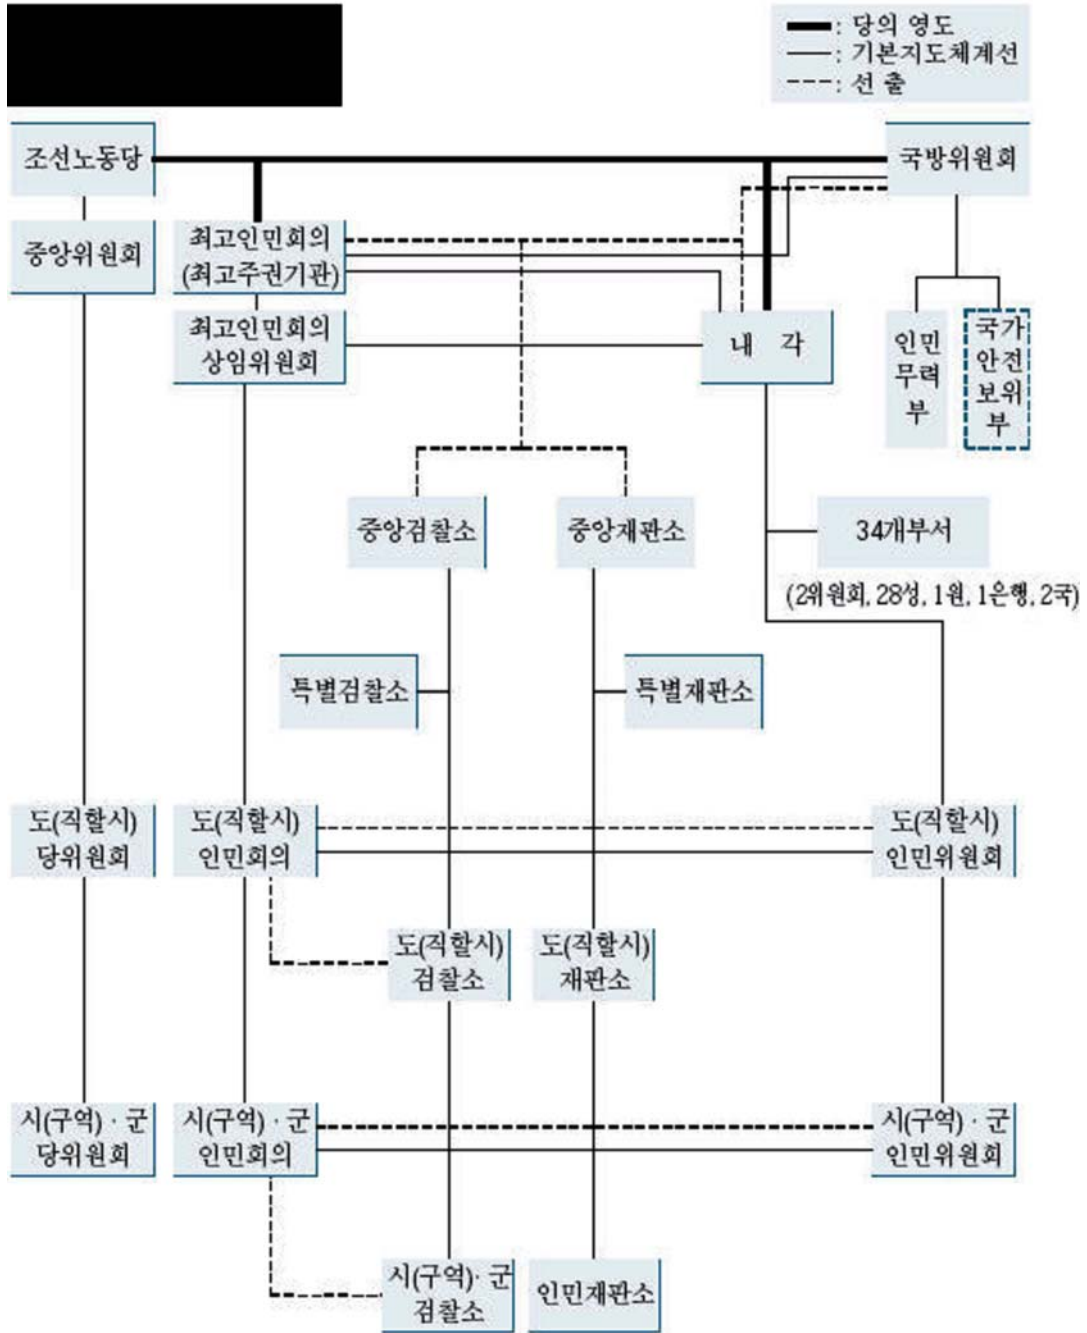 : 당의 영도
: 기본지도체계선
: 선 출
조선노동당
국방위원회
중앙위원회
최고인민회의
(최고주권기관)
최고인민회의
상임위원회
내 각
인민
무력
부
국가
안전
보위
부
중앙검찰소
중앙재판소
34개부서
(2위원회, 28성, 1원, 1은행, 2국)
특별검찰소
특별재판소
도(직할시)
당위원회
도(직할시)
인민회의
도(직할시)
인민위원회
도(직할시)
검찰소
도(직할시)
재판소
시(구역)·군
당위원회
시(구역)·군
인민회의
시(구역)·군
인민위원회
시(구역)·군
검찰소
인민재판소